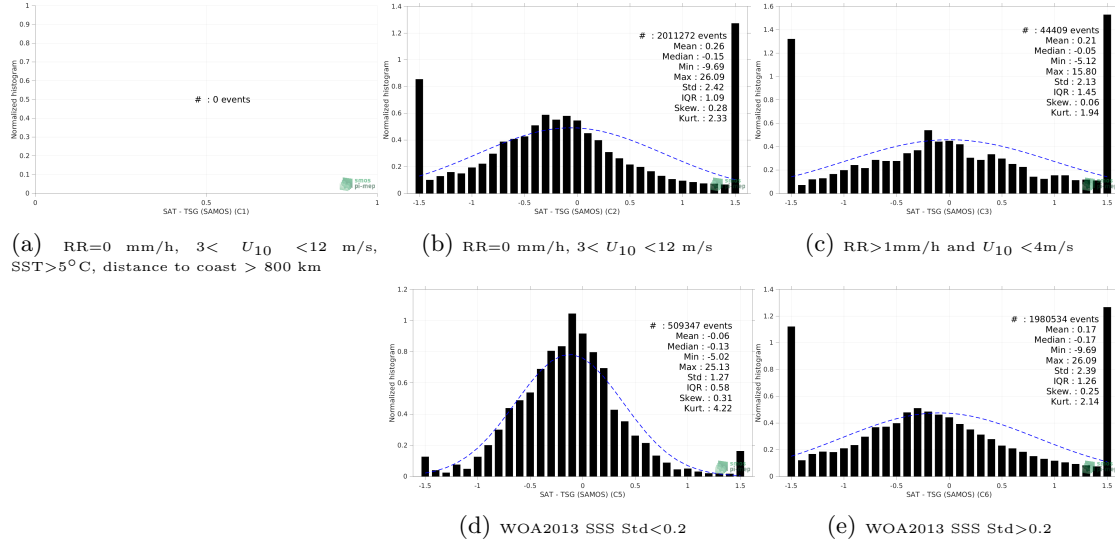 1
0.9
0.8
0.7
0.6
0.5
0.4
0.3
0.2
0.1
0
Normalized histogram
# : 0 events
0 0.5 1
SAT - TSG (SAMOS) (C1)
smos
pi-mep
(a) RR=0 mm/h, 3< U10 <12 m/s,
SST>5°C, distance to coast > 800 km
1.4
1.2
1
0.8
0.6
0.4
0.2
0
Normalized histogram
# : 2011272 events
Mean : 0.26
Median : -0.15
Min : -9.69
Max : 26.09
Std : 2.42
IQR : 1.09
Skew. : 0.28
Kurt. : 2.33
-1.5 -1 -0.5 0 0.5 1 1.5
SAT - TSG (SAMOS) (C2)
smos
pi-mep
(b) RR=0 mm/h, 3< U10 <12 m/s
1.6
1.4
1.2
1
0.8
0.6
0.4
0.2
0
Normalized histogram
# : 44409 events
Mean : 0.21
Median : -0.05
Min : -5.12
Max : 15.80
Std : 2.13
IQR : 1.45
Skew. : 0.06
Kurt. : 1.94
-1.5 -1 -0.5 0 0.5 1 1.5
SAT - TSG (SAMOS) (C3)
smos
pi-mep
(c) RR>1mm/h and U10 <4m/s
1.2
1
0.8
0.6
0.4
0.2
0
Normalized histogram
# : 509347 events
Mean : -0.06
Median : -0.13
Min : -5.02
Max : 25.13
Std : 1.27
IQR : 0.58
Skew. : 0.31
Kurt. : 4.22
-1.5 -1 -0.5 0 0.5 1 1.5
SAT - TSG (SAMOS) (C5)
smos
pi-mep
(d) WOA2013 SSS Std<0.2
1.4
1.2
1
0.8
0.6
0.4
0.2
0
Normalized histogram
# : 1980534 events
Mean : 0.17
Median : -0.17
Min : -9.69
Max : 26.09
Std : 2.39
IQR : 1.26
Skew. : 0.25
Kurt. : 2.14
-1.5 -1 -0.5 0 0.5 1 1.5
SAT - TSG (SAMOS) (C6)
smos
pi-mep
(e) WOA2013 SSS Std>0.2